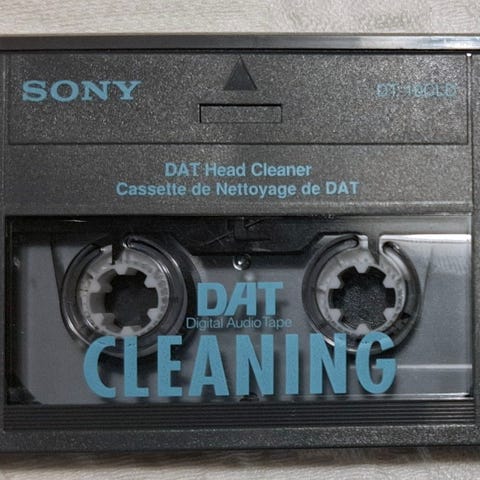 SONY
DT-10CLD
DAT Head Cleaner
Cassette de Nettoyage de DAT
DAT
Digital Audio Tape
CLEANING